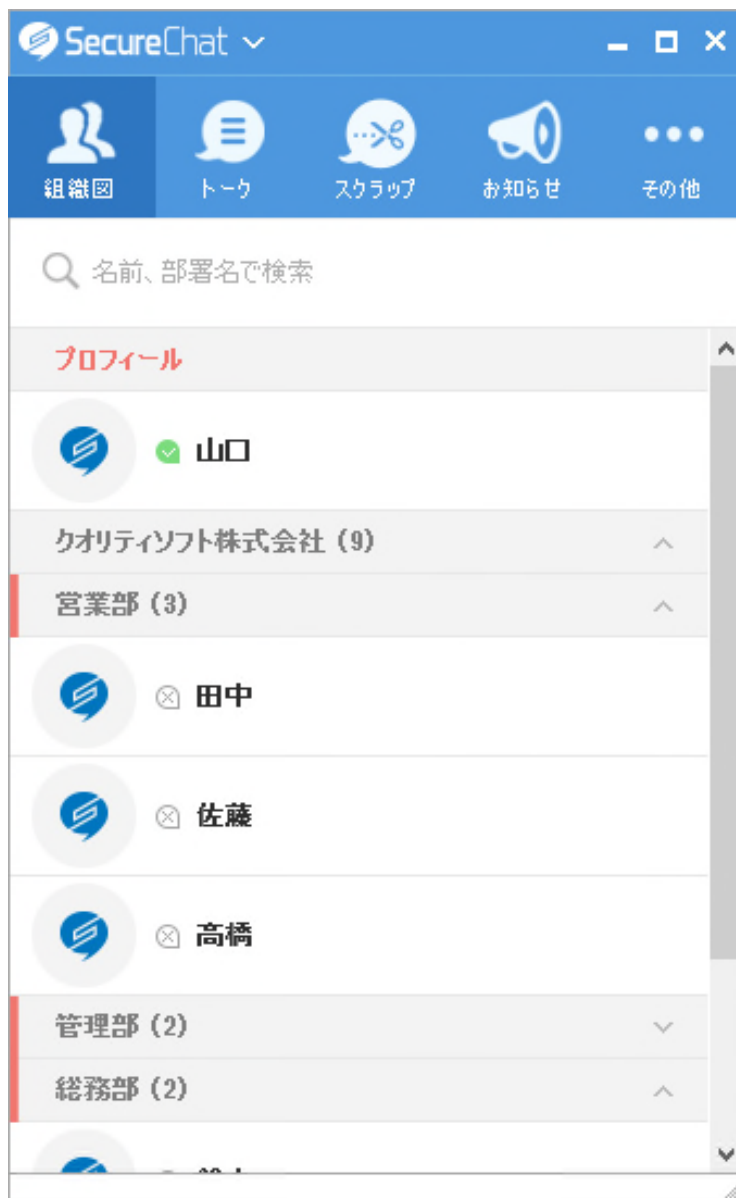 SecureChat
組織図 トーク スクラップ お知らせ その他
名前、部署名で検索
プロフィール
山口
クオリティソフト株式会社 (9)
営業部 (3)
田中
佐藤
高橋
管理部 (2)
総務部 (2)